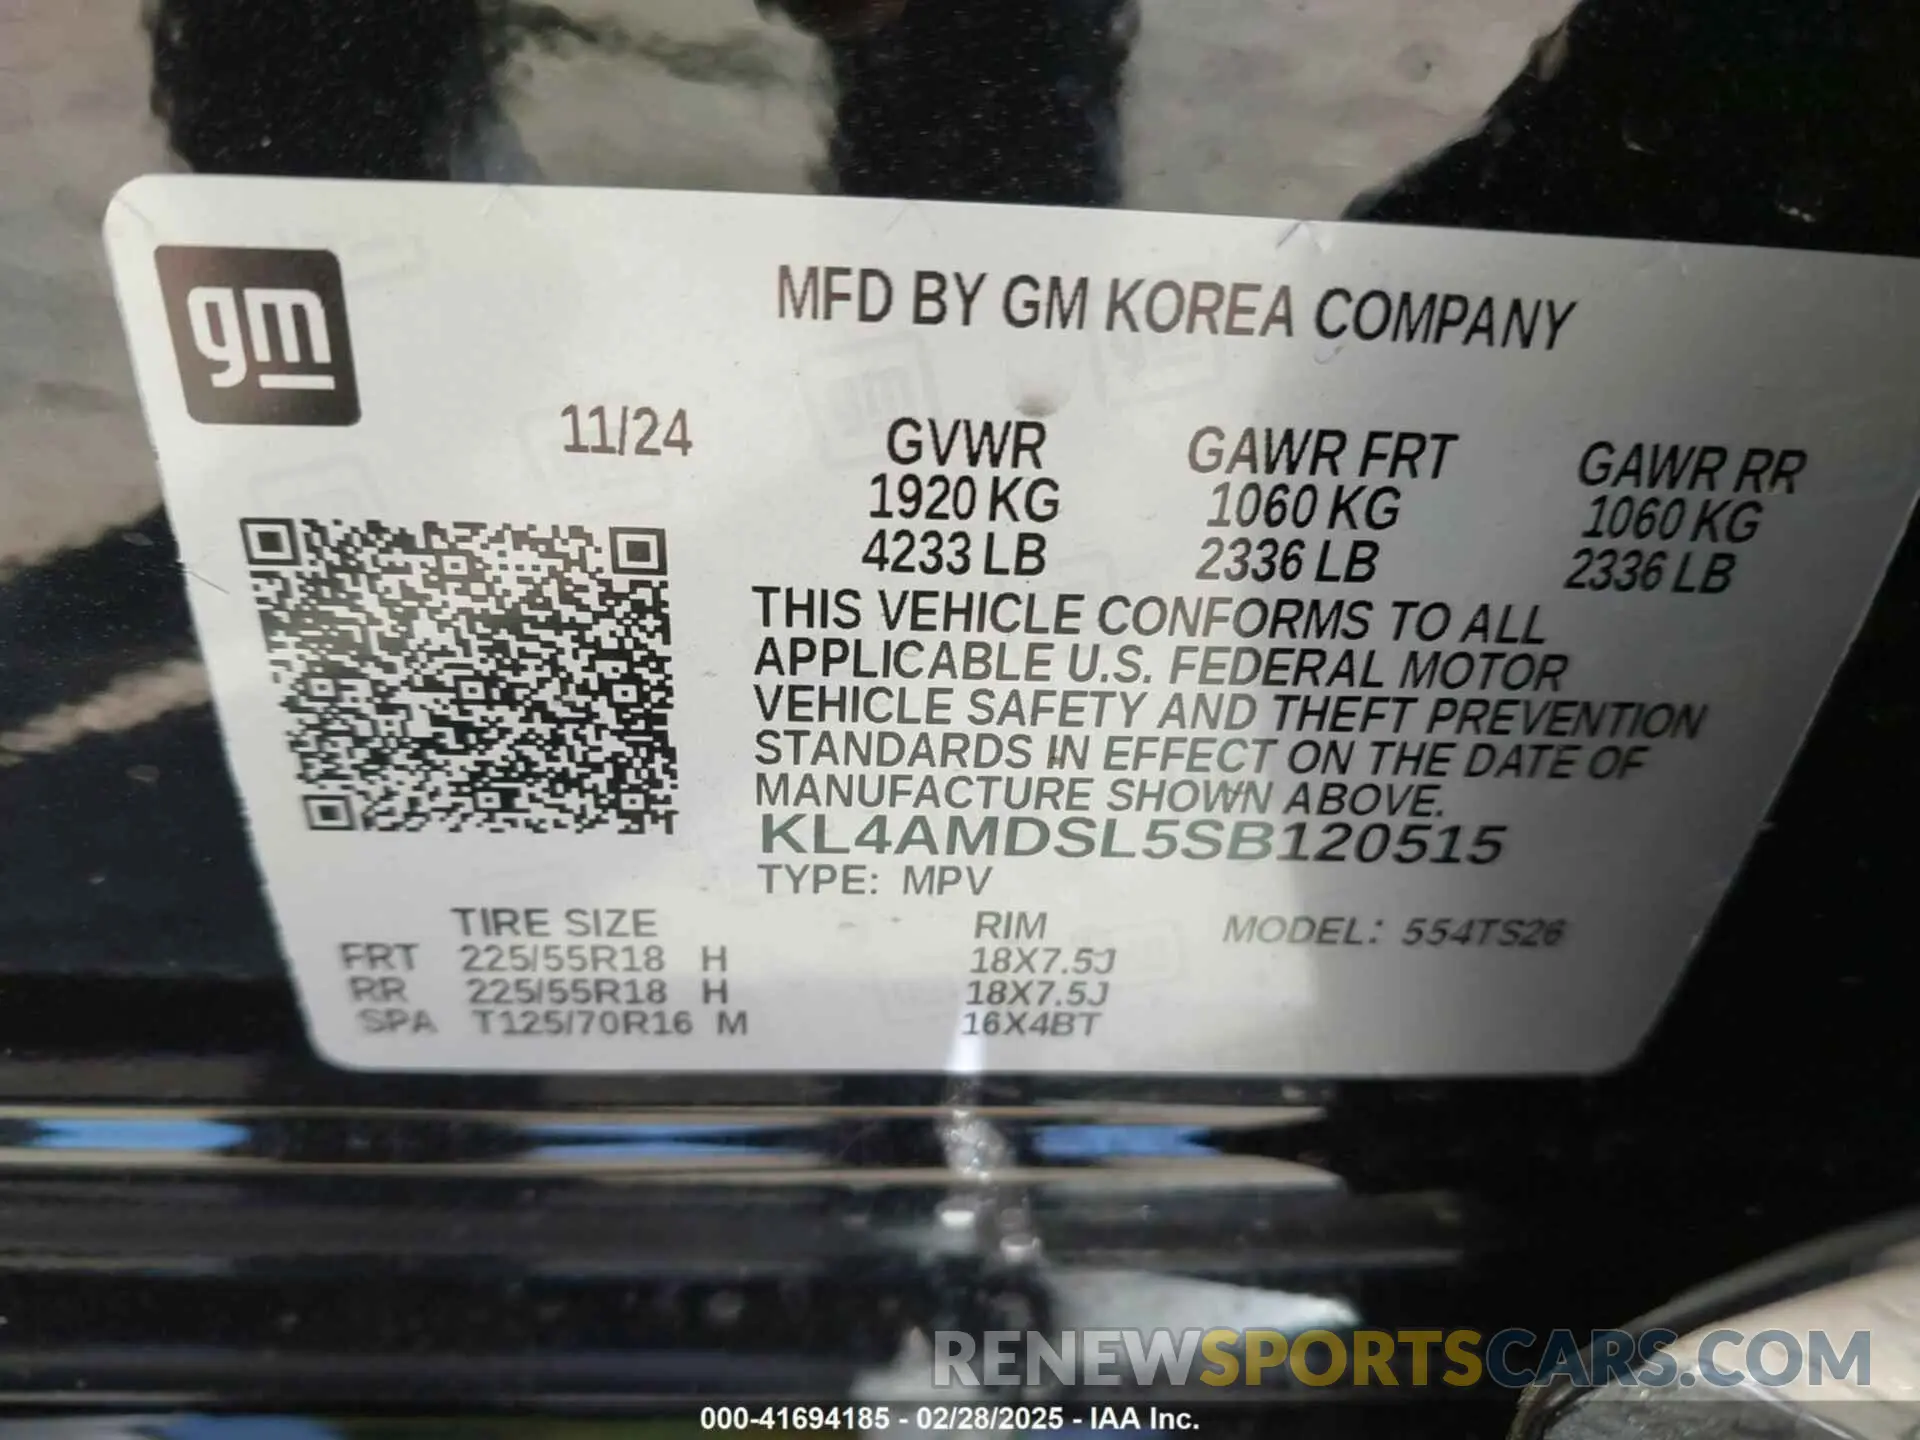 gm
MFD BY GM KOREA COMPANY
11/24
GVWR GAWR FRT GAWR RR
1920 KG 1060 KG 1060 KG
4233 LB 2336 LB 2336 LB
THIS VEHICLE CONFORMS TO ALL
APPLICABLE U.S. FEDERAL MOTOR
VEHICLE SAFETY AND THEFT PREVENTION
STANDARDS IN EFFECT ON THE DATE OF
MANUFACTURE SHOWN ABOVE.
KL4AMDSL5SB120515
TYPE: MPV
TIRE SIZE RIM MODEL: 554TS26
FRT 225/55R18 H 18X7.5J
RR 225/55R18 H 18X7.5J
SPA T125/70R16 M 16X4BT
RENEWSPORTSCARS.COM
000-41694185 - 02/28/2025 - IAA Inc.